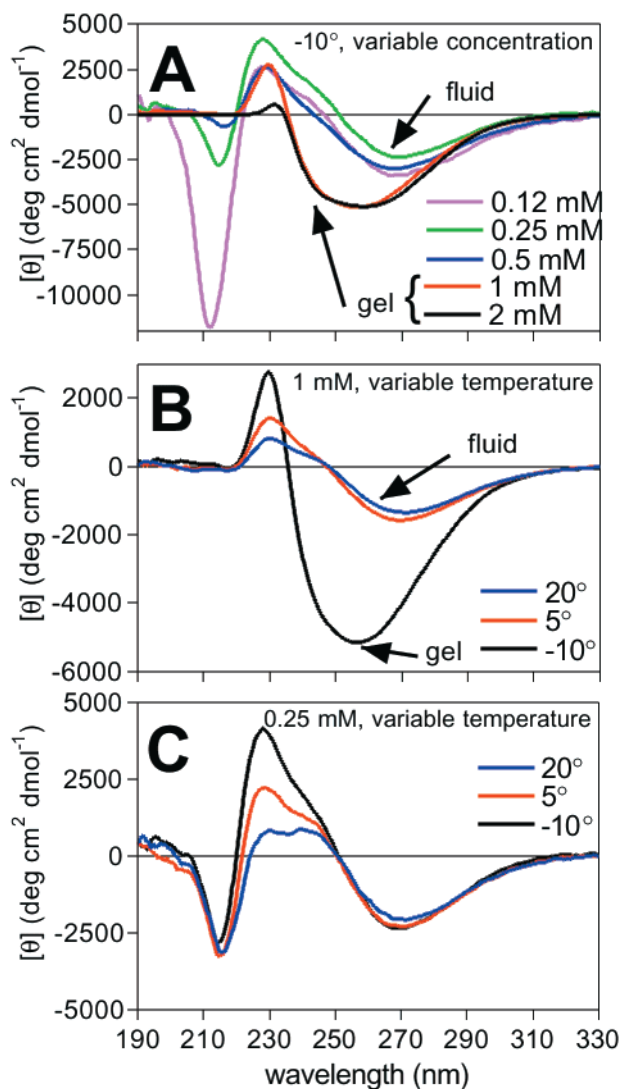 A
-10°, variable concentration
fluid
gel
{
0.12 mM
0.25 mM
0.5 mM
1 mM
2 mM
5000
2500
0
-2500
-5000
-7500
-10000
[θ] (deg cm² dmol⁻¹)
B
1 mM, variable temperature
fluid
gel
20°
5°
-10°
2000
0
-2000
-4000
-6000
[θ] (deg cm² dmol⁻¹)
C
0.25 mM, variable temperature
20°
5°
-10°
5000
2500
0
-2500
5000
[θ] (deg cm² dmol⁻¹)
190 210 230 250 270 290 310 330
wavelength (nm)